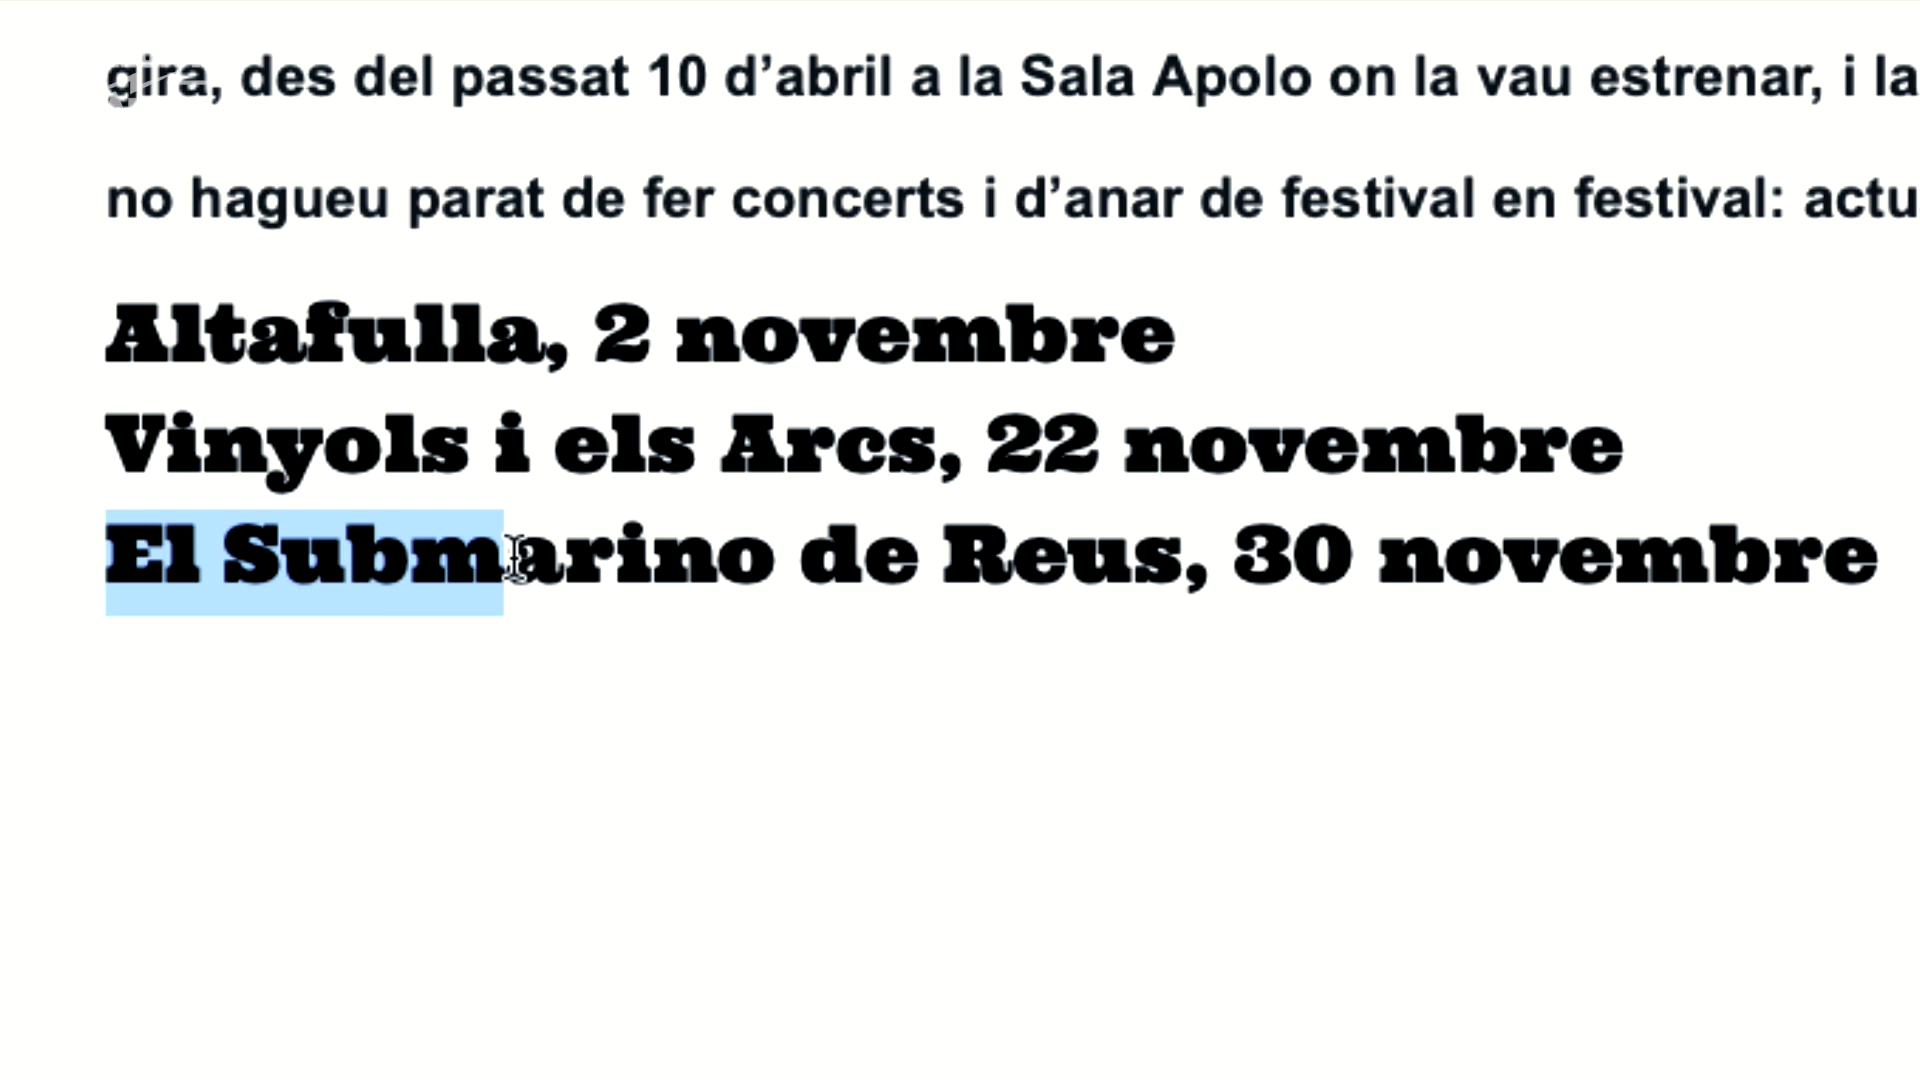 gira, des del passat 10 d’abril a la Sala Apolo on la vau estrenar, i la
no hagueu parat de fer concerts i d’anar de festival en festival: actu
Altafulla, 2 novembre
Vinyols i els Arcs, 22 novembre
El Submarino de Reus, 30 novembre